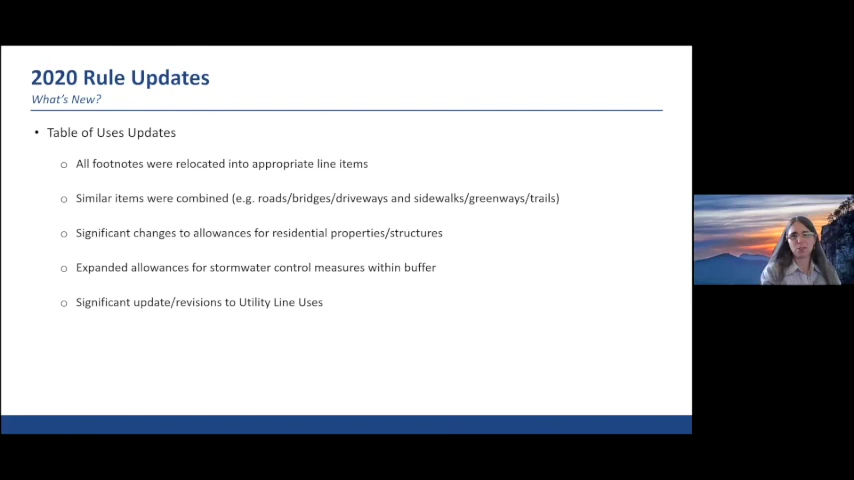 2020 Rule Updates
What's New?
• Table of Uses Updates
o All footnotes were relocated into appropriate line items
o Similar items were combined (e.g. roads/bridges/driveways and sidewalks/greenways/trails)
o Significant changes to allowances for residential properties/structures
o Expanded allowances for stormwater control measures within buffer
o Significant update/revisions to Utility Line Uses